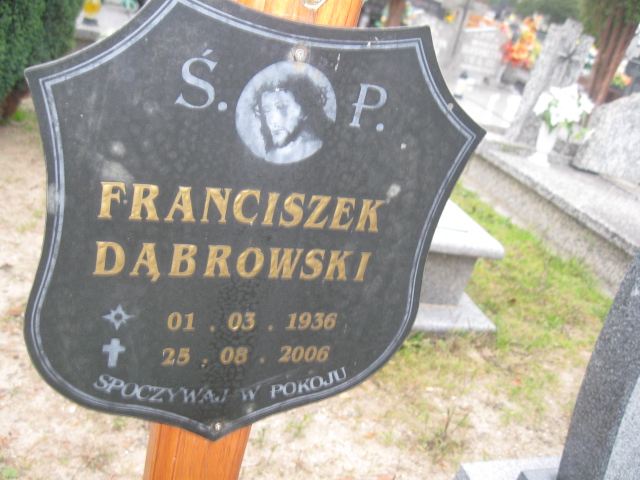 Ś. P.
FRANCISZEK
DĄBROWSKI
01 . 03 . 1936
25 . 08 . 2006
SPOCZYWAJ W POKOJU